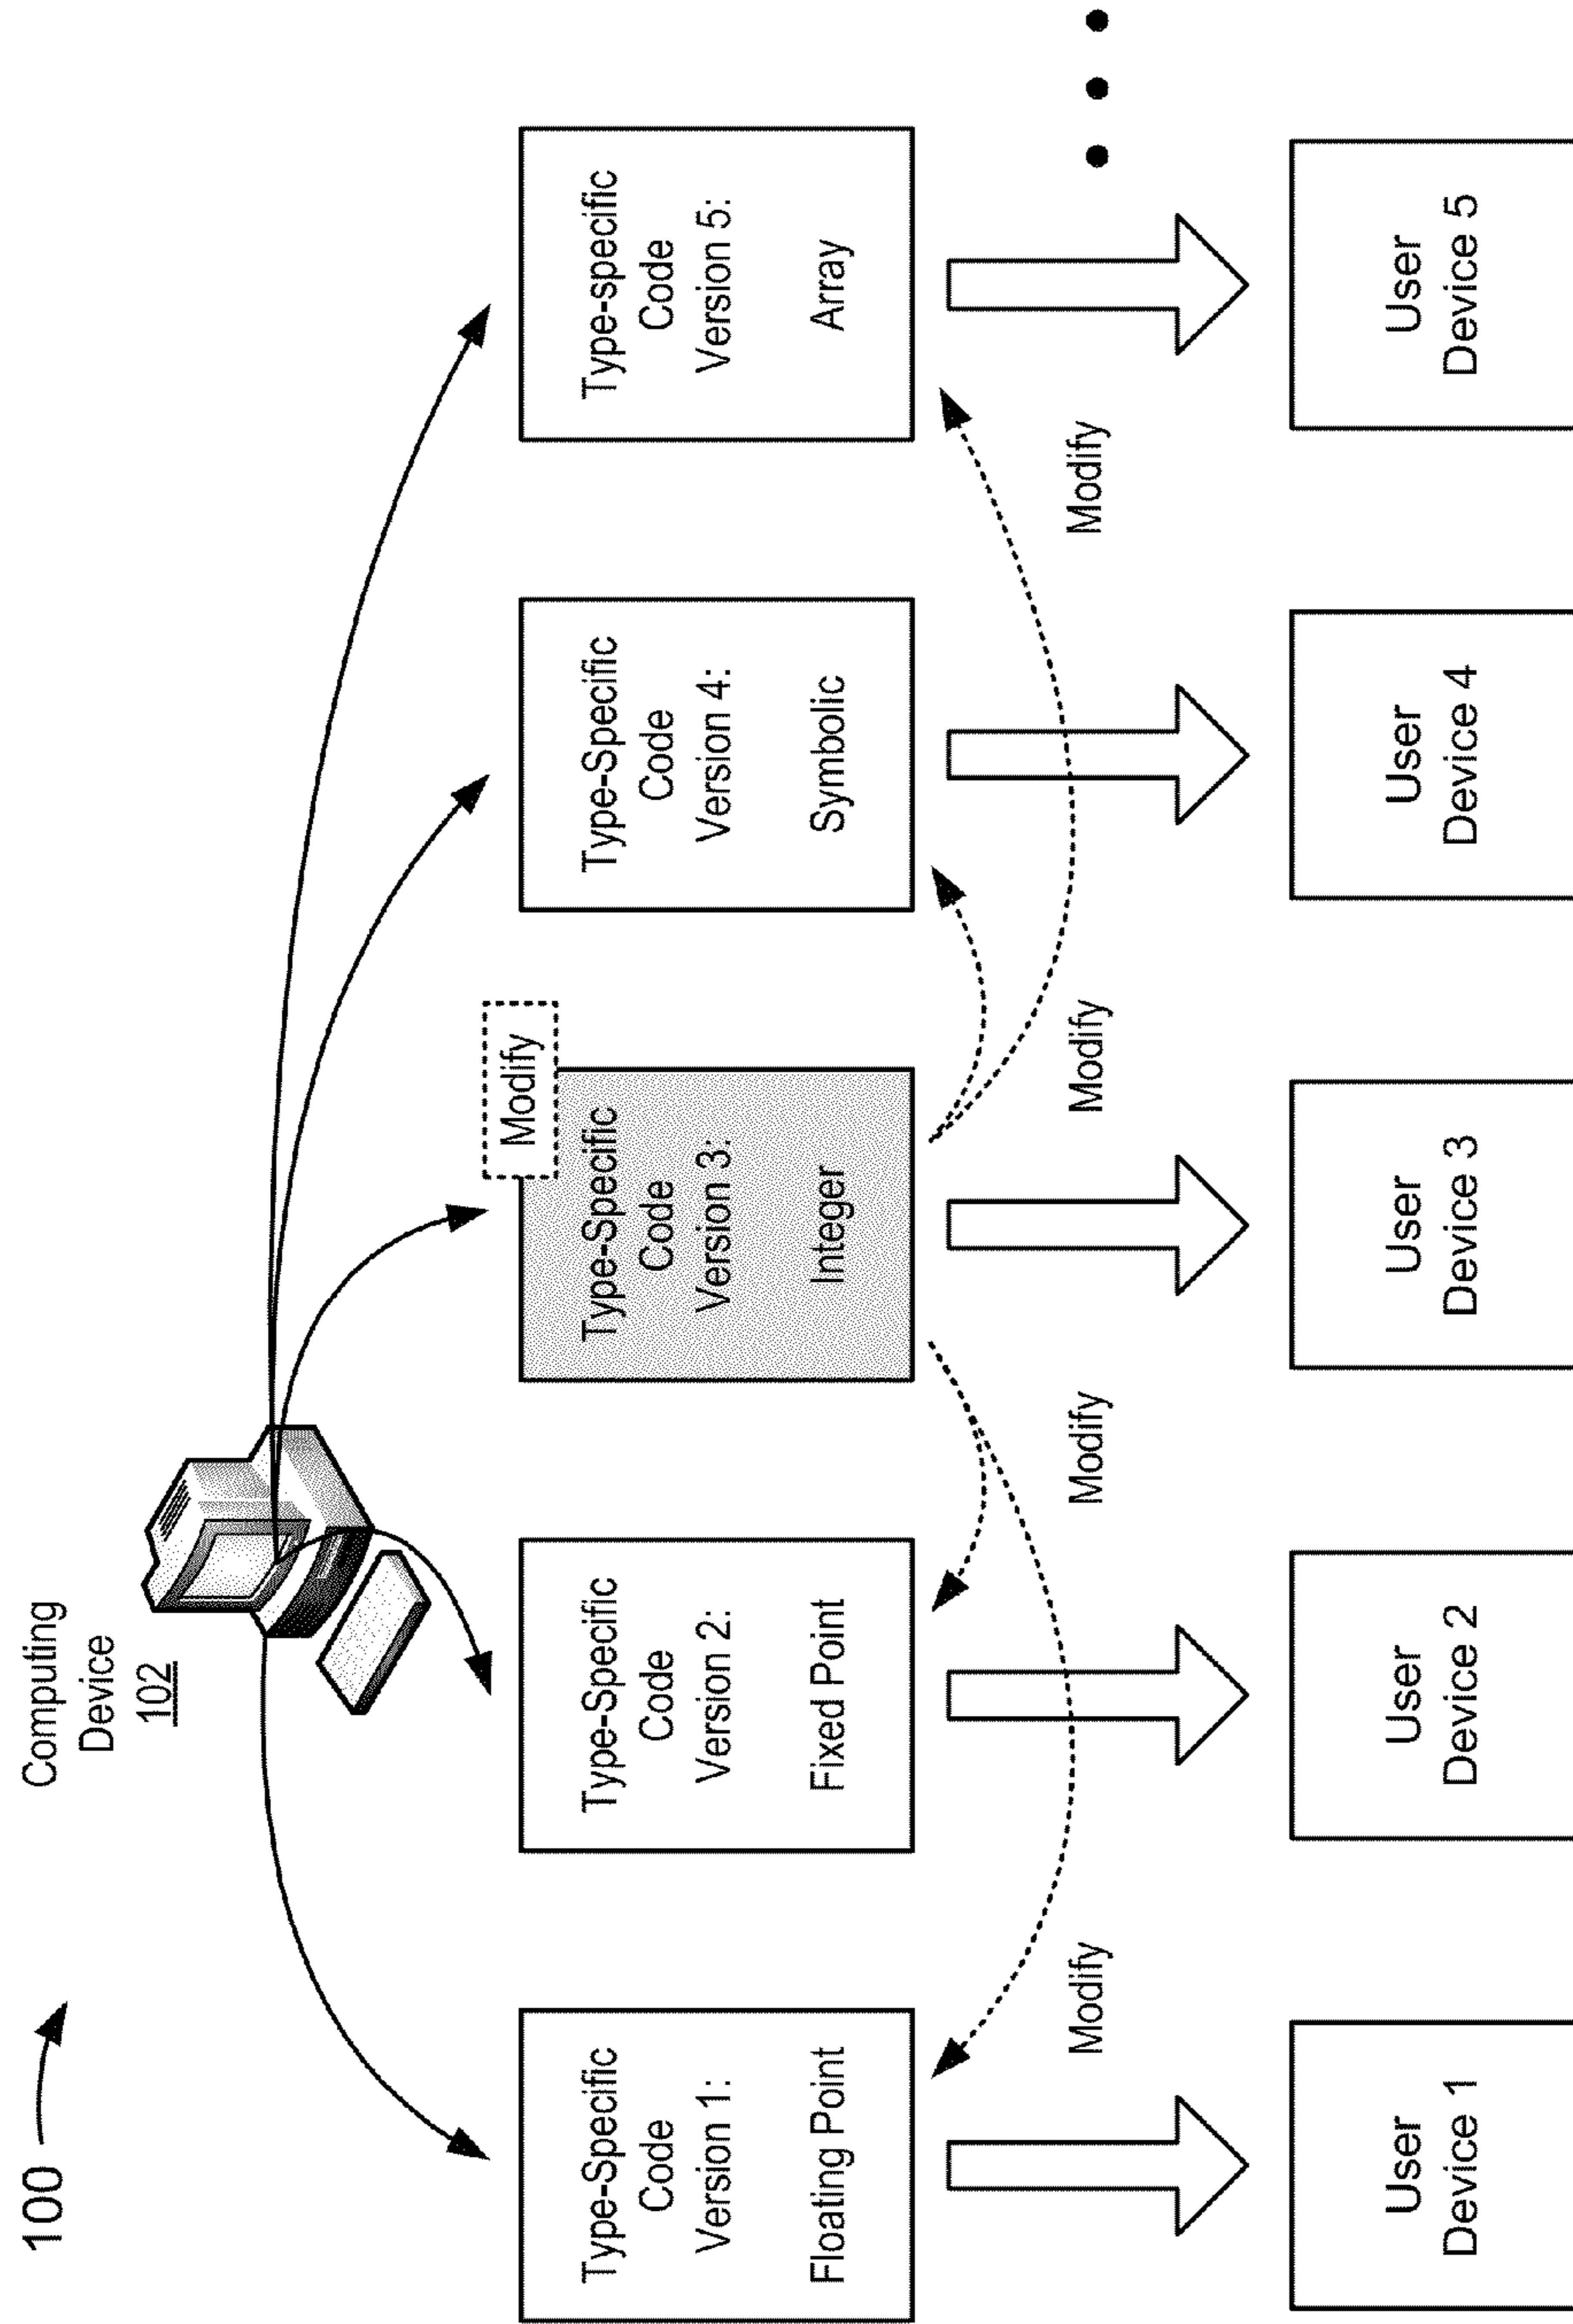 100
Computing
Device
102
Modify
Type-Specific
Code
Version 1:
Floating Point
Type-Specific
Code
Version 2:
Fixed Point
Type-Specific
Code
Version 3:
Integer
Type-Specific
Code
Version 4:
Symbolic
Type-specific
Code
Version 5:
Array
Modify
Modify
Modify
Modify
User
Device 1
User
Device 2
User
Device 3
User
Device 4
User
Device 5